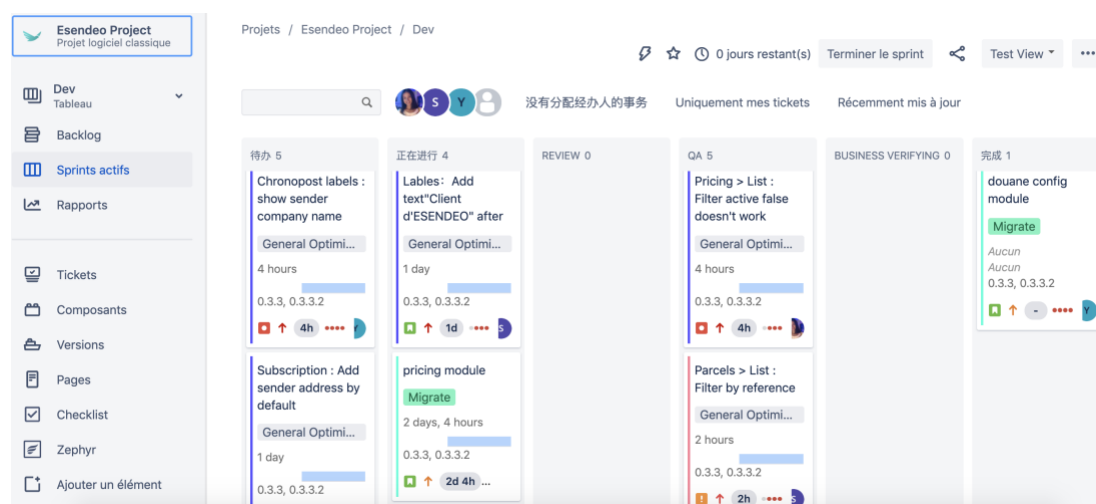 Esendeo Project
Projet logiciel classique
Dev
Tableau
Backlog
Sprints actifs
Rapports
Tickets
Composants
Versions
Pages
Checklist
Zephyr
Ajouter un élément
Projets / Esendeo Project / Dev
0 jours restant(s)
Terminer le sprint
Test View
S
Y
没有分配经办人的事务
Uniquement mes tickets
Récemment mis à jour
待办 5
Chronopost labels :
show sender
company name
General Optimi...
4 hours
0.3.3, 0.3.3.2
4h
Y
Subscription : Add
sender address by
default
General Optimi...
1 day
0.3.3, 0.3.3.2
正在进行 4
Lables：Add
text"Client
d'ESENDEO" after
General Optimi...
1 day
0.3.3, 0.3.3.2
1d
S
pricing module
Migrate
2 days, 4 hours
0.3.3, 0.3.3.2
2d 4h...
REVIEW 0
QA 5
Pricing > List :
Filter active false
doesn't work
General Optimi...
4 hours
0.3.3, 0.3.3.2
4h
Parcels > List :
Filter by reference
General Optimi...
2 hours
0.3.3, 0.3.3.2
2h
S
BUSINESS VERIFYING 0
完成 1
douane config
module
Migrate
Aucun
Aucun
0.3.3, 0.3.3.2
-
Y